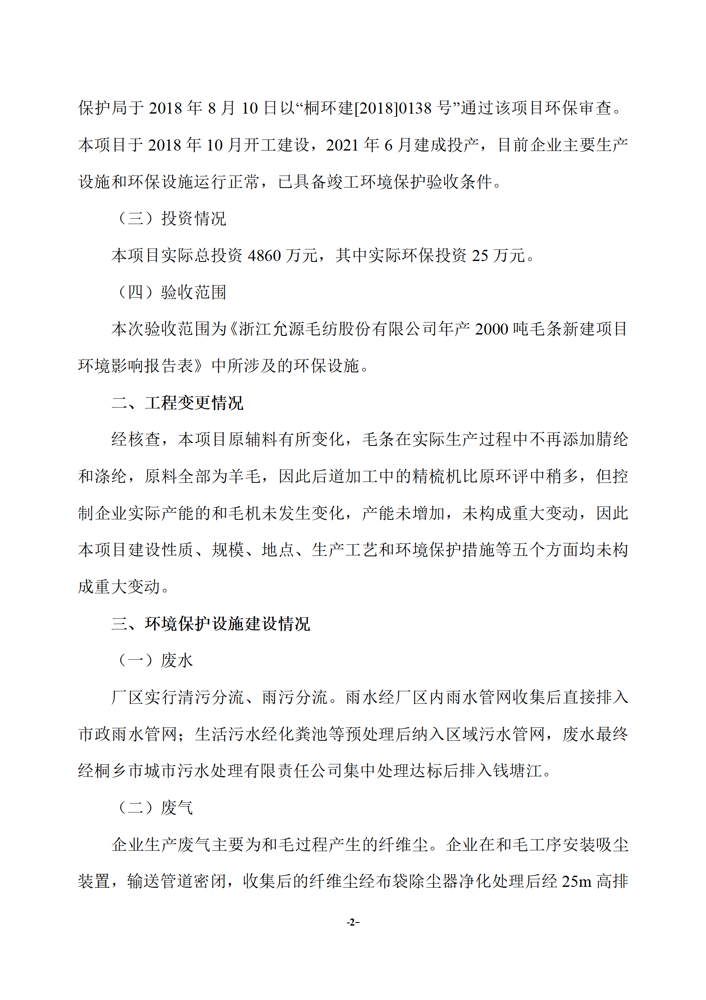 保护局于 2018 年 8 月 10 日以“桐环建[2018]0138 号”通过该项目环保审查。
本项目于 2018 年 10 月开工建设，2021 年 6 月建成投产，目前企业主要生产
设施和环保设施运行正常，已具备竣工环境保护验收条件。
（三）投资情况
本项目实际总投资 4860 万元，其中实际环保投资 25 万元。
（四）验收范围
本次验收范围为《浙江允源毛纺股份有限公司年产 2000 吨毛条新建项目
环境影响报告表》中所涉及的环保设施。
二、工程变更情况
经核查，本项目原辅料有所变化，毛条在实际生产过程中不再添加腈纶
和涤纶，原料全部为羊毛，因此后道加工中的精梳机比原环评中稍多，但控
制企业实际产能的和毛机未发生变化，产能未增加，未构成重大变动，因此
本项目建设性质、规模、地点、生产工艺和环境保护措施等五个方面均未构
成重大变动。
三、环境保护设施建设情况
（一）废水
厂区实行清污分流、雨污分流。雨水经厂区内雨水管网收集后直接排入
市政雨水管网；生活污水经化粪池等预处理后纳入区域污水管网，废水最终
经桐乡市城市污水处理有限责任公司集中处理达标后排入钱塘江。
（二）废气
企业生产废气主要为和毛过程产生的纤维尘。企业在和毛工序安装吸尘
装置，输送管道密闭，收集后的纤维尘经布袋除尘器净化处理后经 25m 高排
-2-